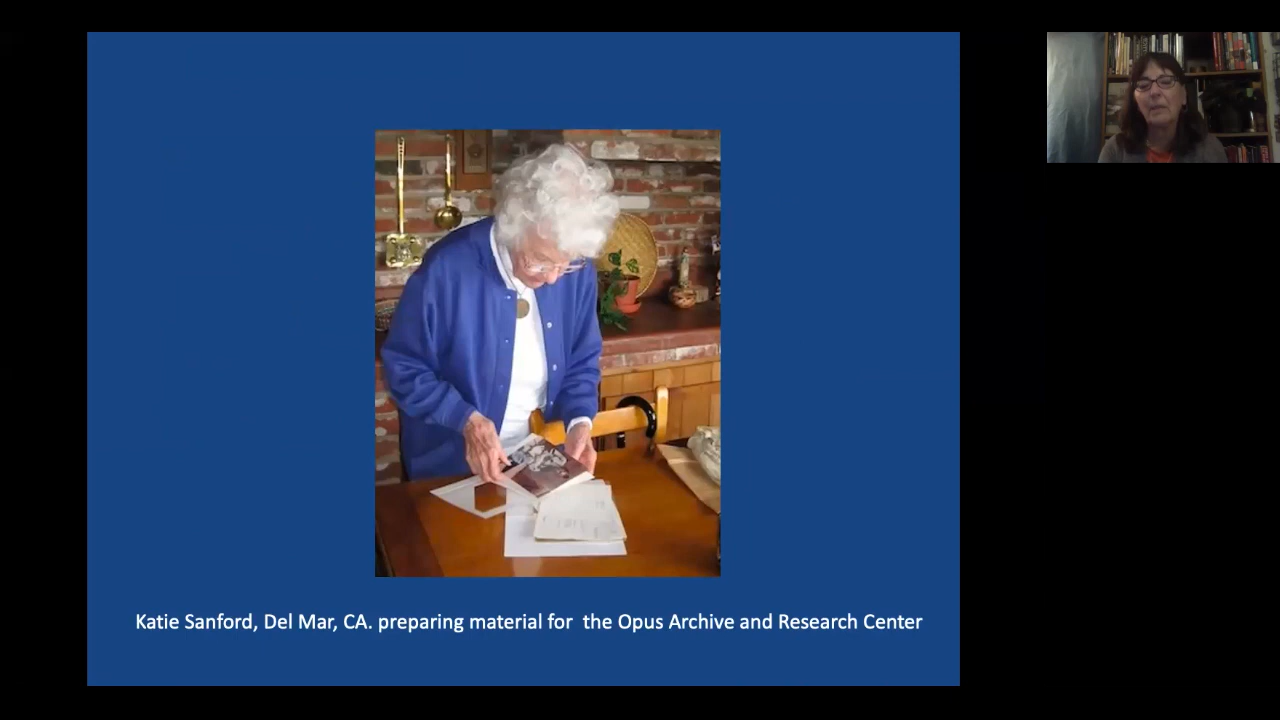 Katie Sanford, Del Mar, CA. preparing material for  the Opus Archive and Research Center